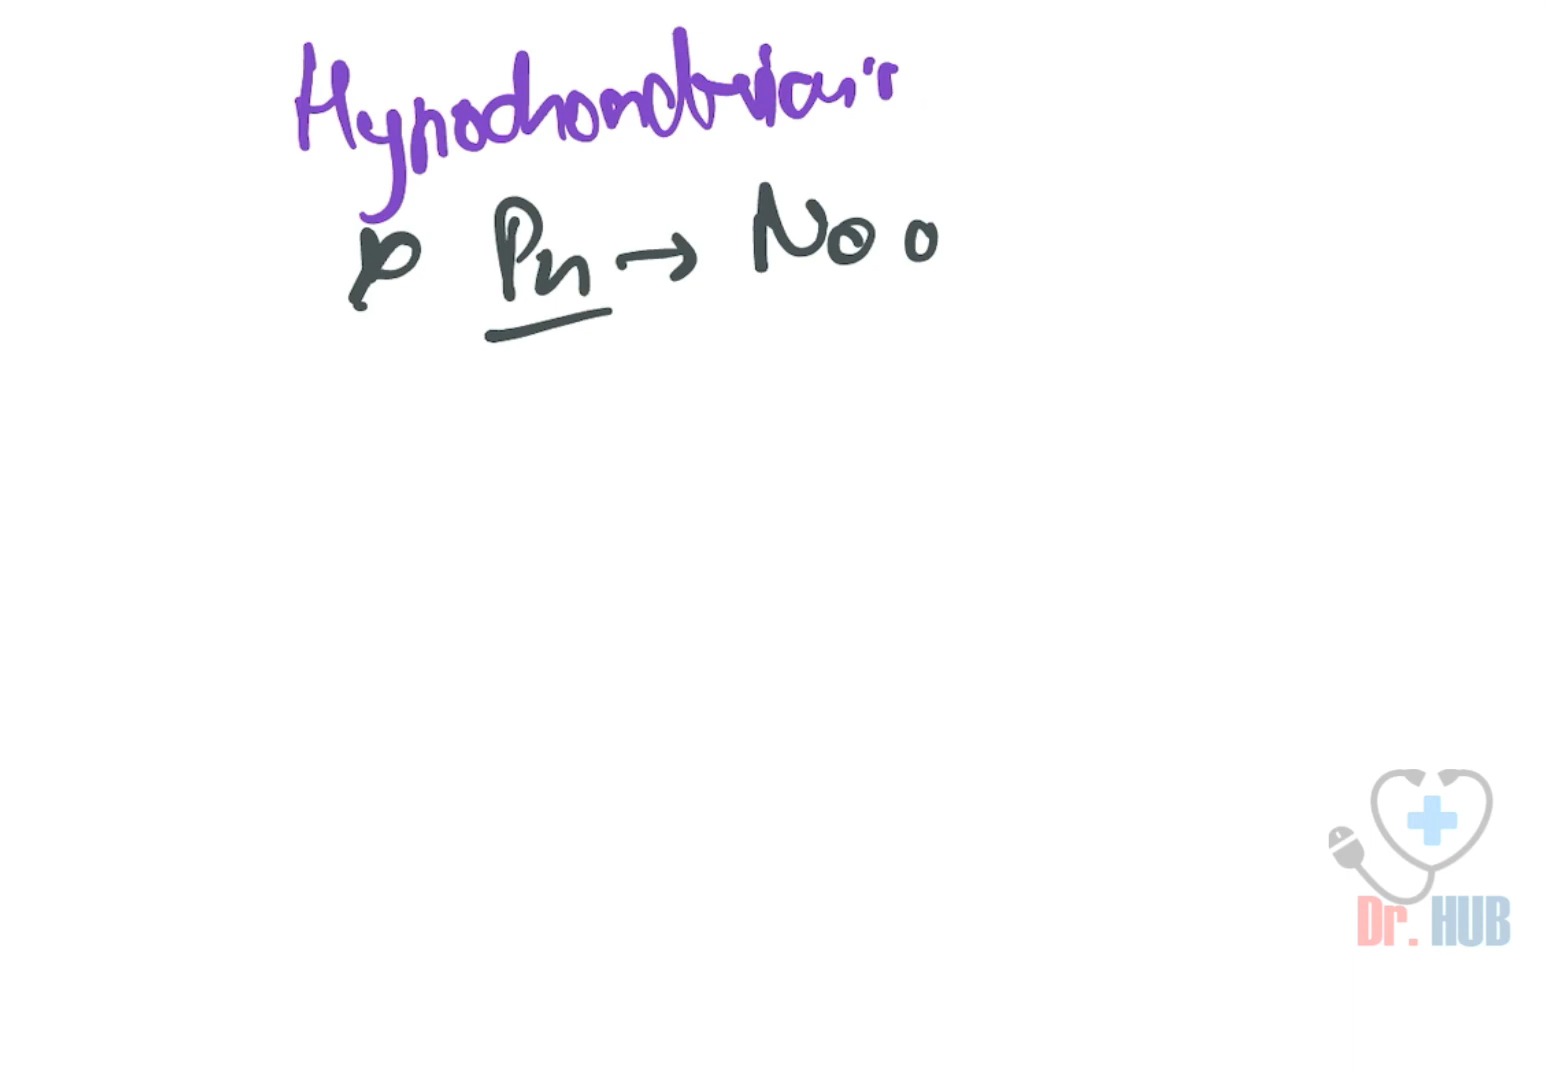 Hypochondriasis
Pn → No
Dr. HUB